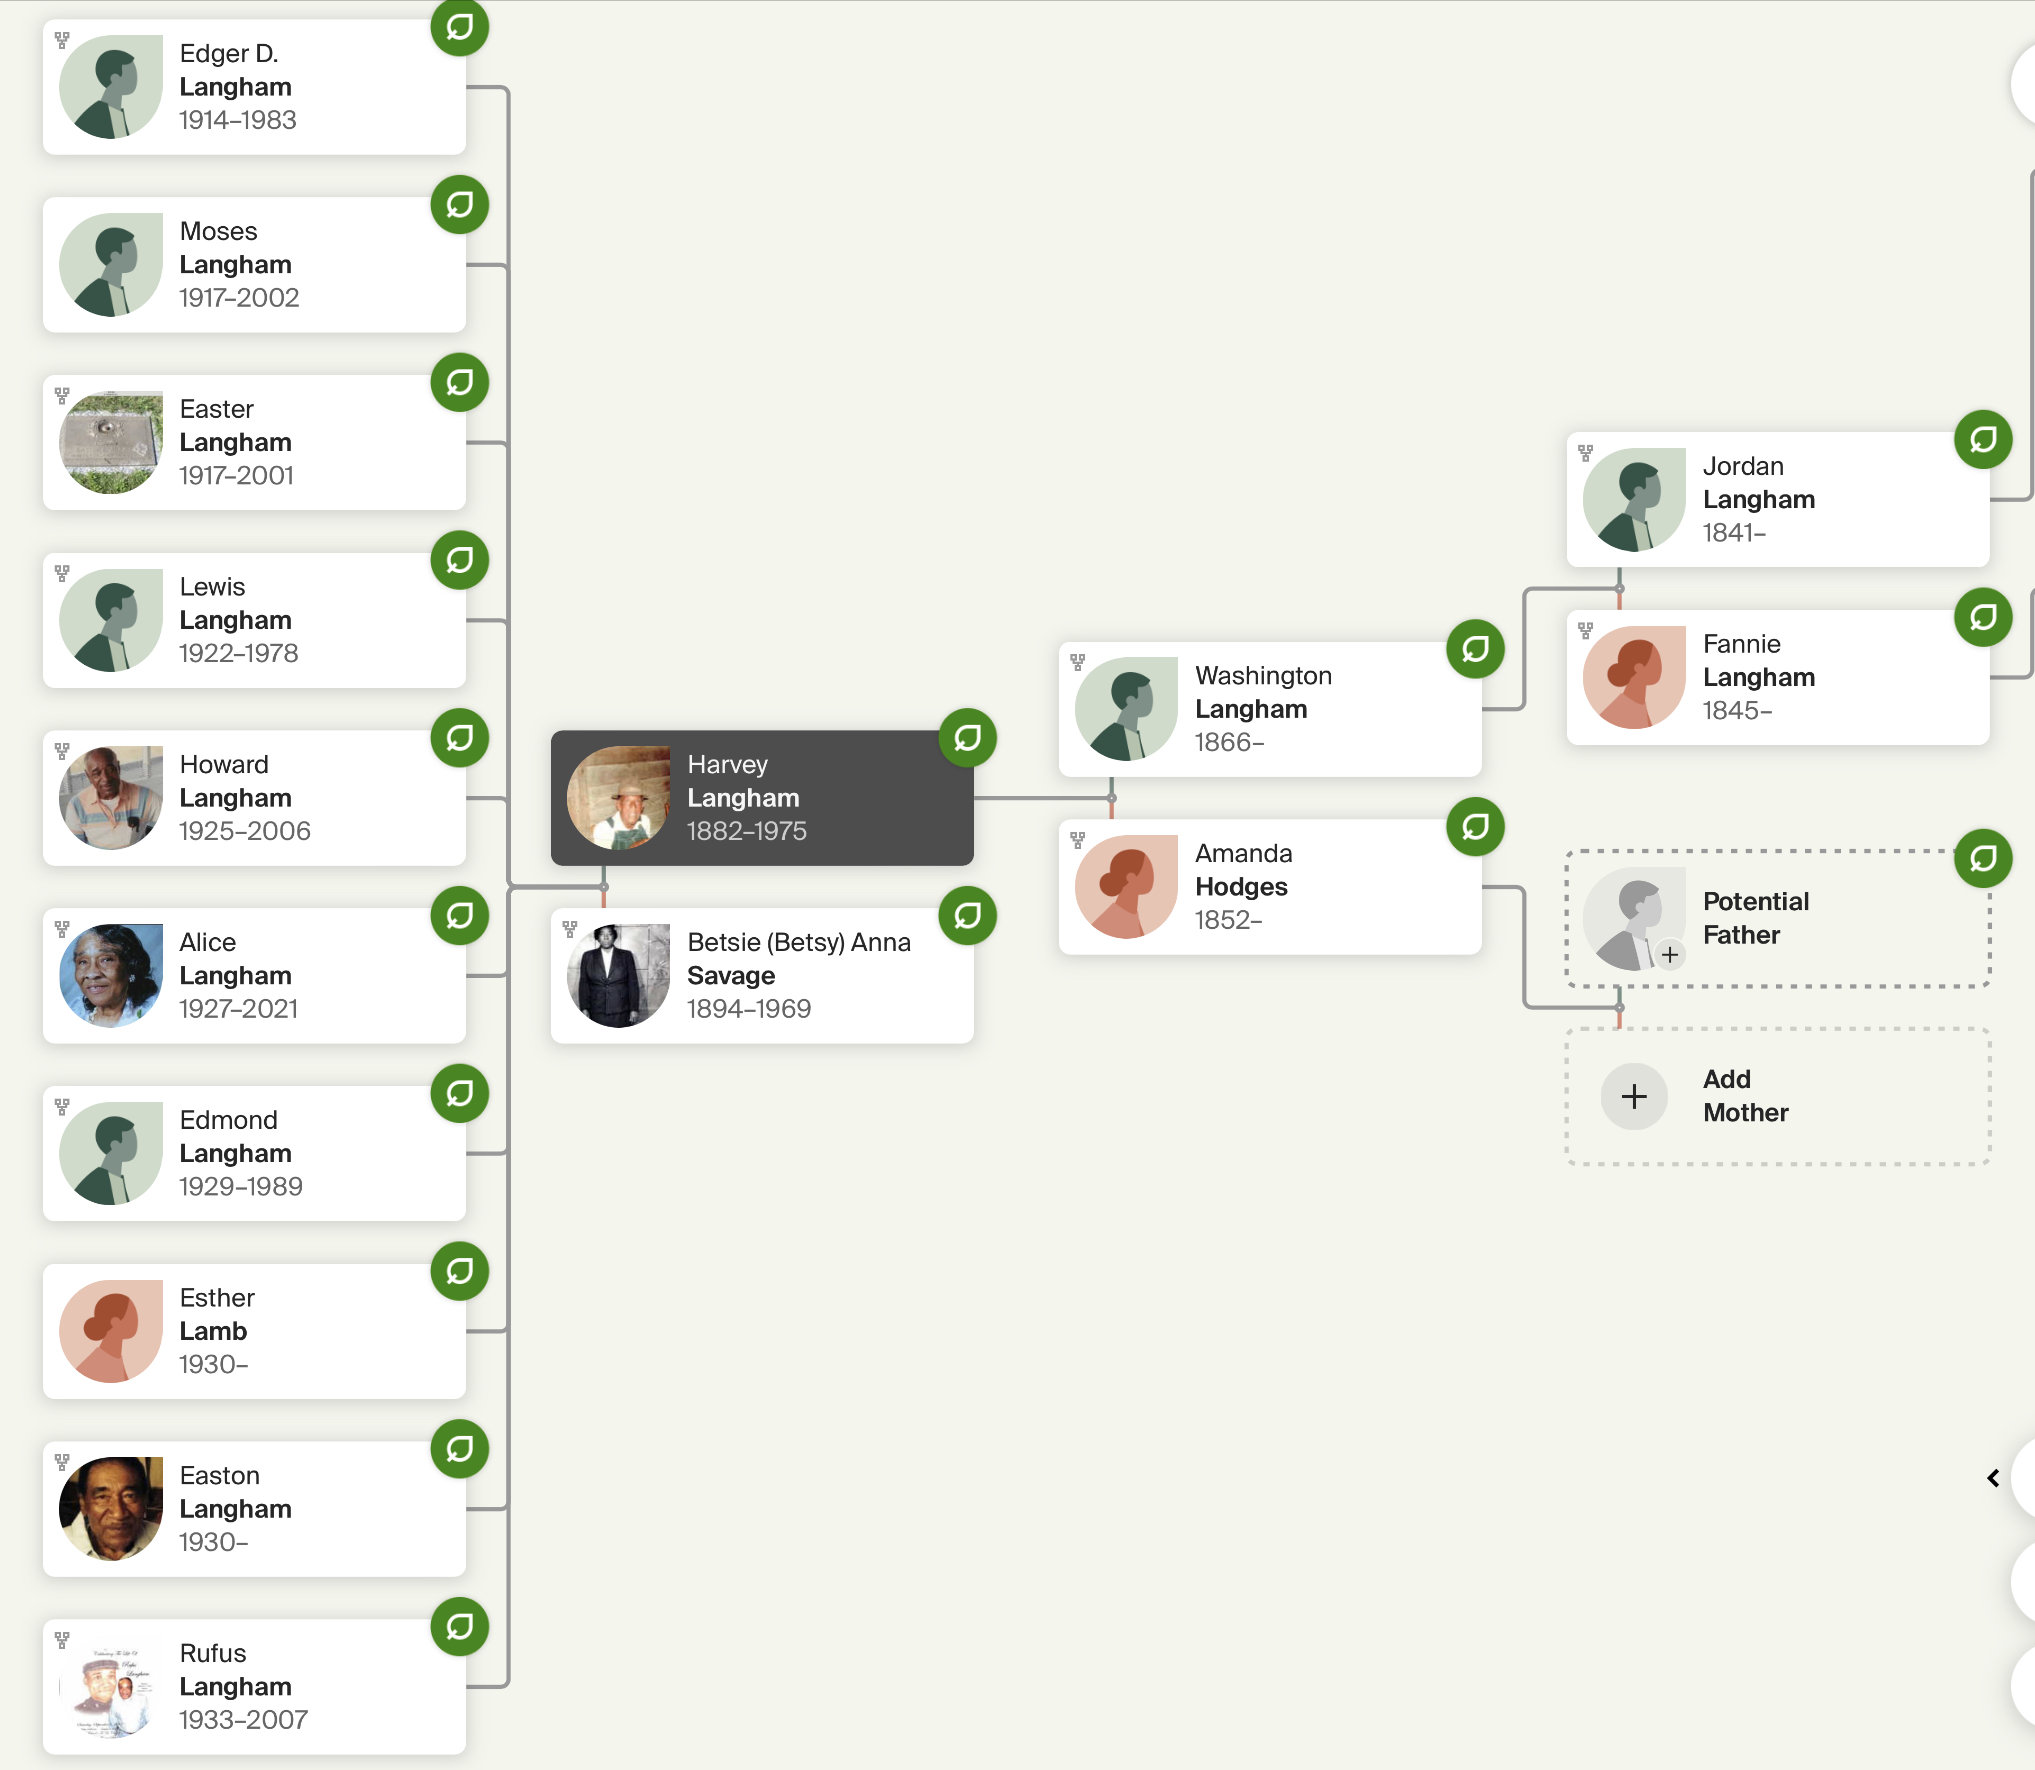 Edger D.
Langham
1914–1983
Moses
Langham
1917–2002
Easter
Langham
1917–2001
Lewis
Langham
1922–1978
Howard
Langham
1925–2006
Alice
Langham
1927–2021
Edmond
Langham
1929–1989
Esther
Lamb
1930–
Easton
Langham
1930–
Rufus
Langham
1933–2007
Harvey
Langham
1882–1975
Betsie (Betsy) Anna
Savage
1894–1969
Washington
Langham
1866–
Amanda
Hodges
1852–
Jordan
Langham
1841–
Fannie
Langham
1845–
Potential
Father
Add
Mother